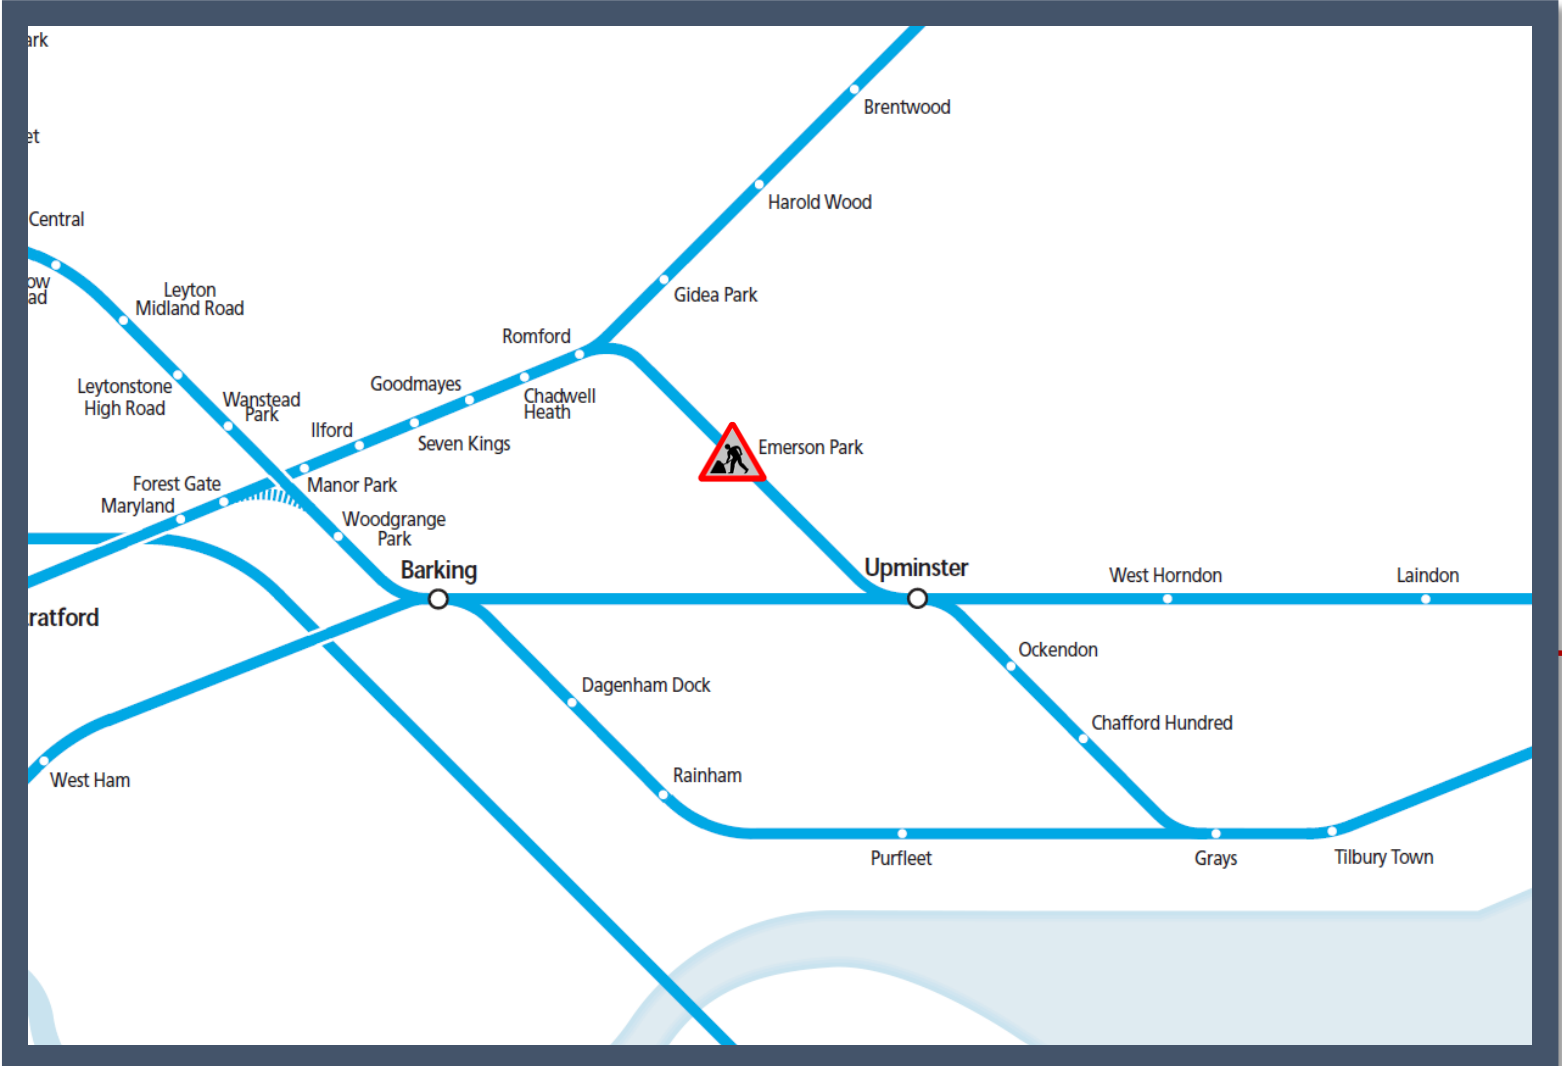 ark
et
Central
ow
ad
Leyton
Midland Road
Leytonstone
High Road
Wanstead
Park
Ilford
Goodmayes
Romford
Chadwell
Heath
Seven Kings
Forest Gate
Maryland
Manor Park
Woodgrange
Park
Barking
ratford
West Ham
Brentwood
Harold Wood
Gidea Park
Emerson Park
Upminster
West Horndon
Laindon
Ockendon
Chafford Hundred
Dagenham Dock
Rainham
Purfleet
Grays
Tilbury Town